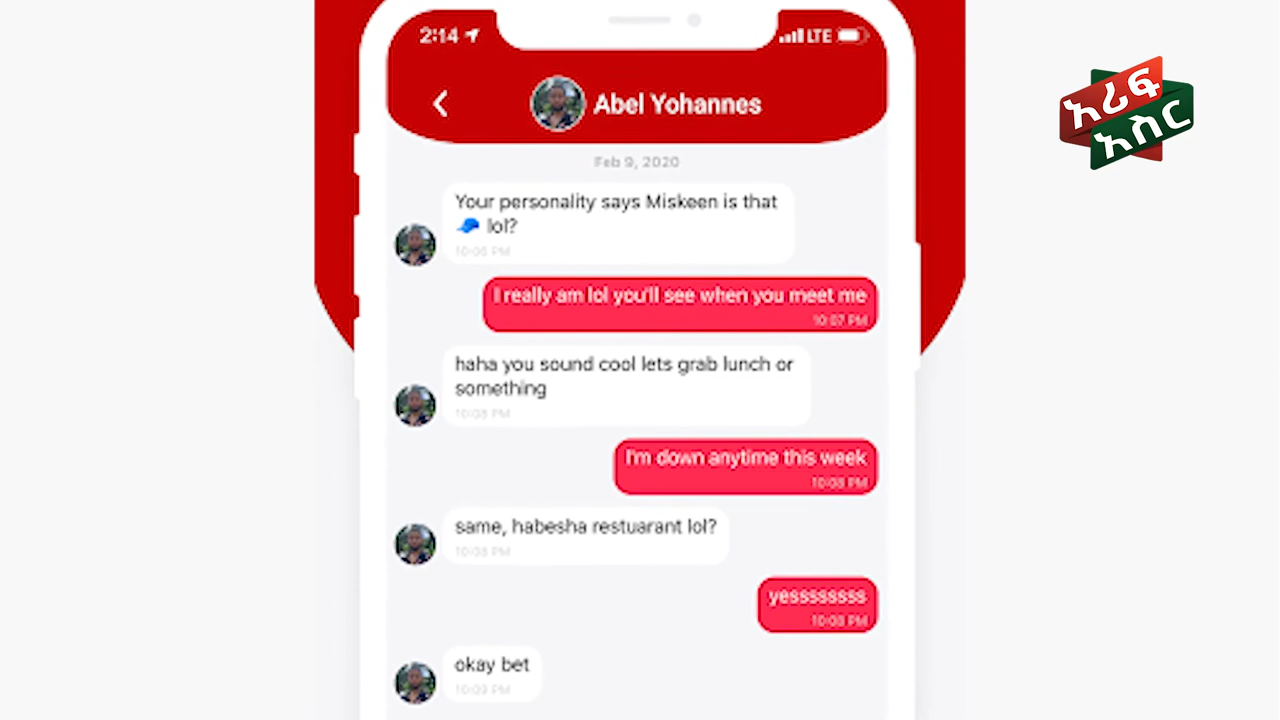 2:14
LTE
Abel Yohannes
Feb 9, 2020
Your personality says Miskeen is that
🧢 lol?
10:06 PM
I really am lol you'll see when you meet me
10:07 PM
haha you sound cool lets grab lunch or
something
10:08 PM
I'm down anytime this week
10:08 PM
same, habesha restuarant lol?
10:08 PM
yesssssssss
10:08 PM
okay bet
10:09 PM
አሪፍ
አስር